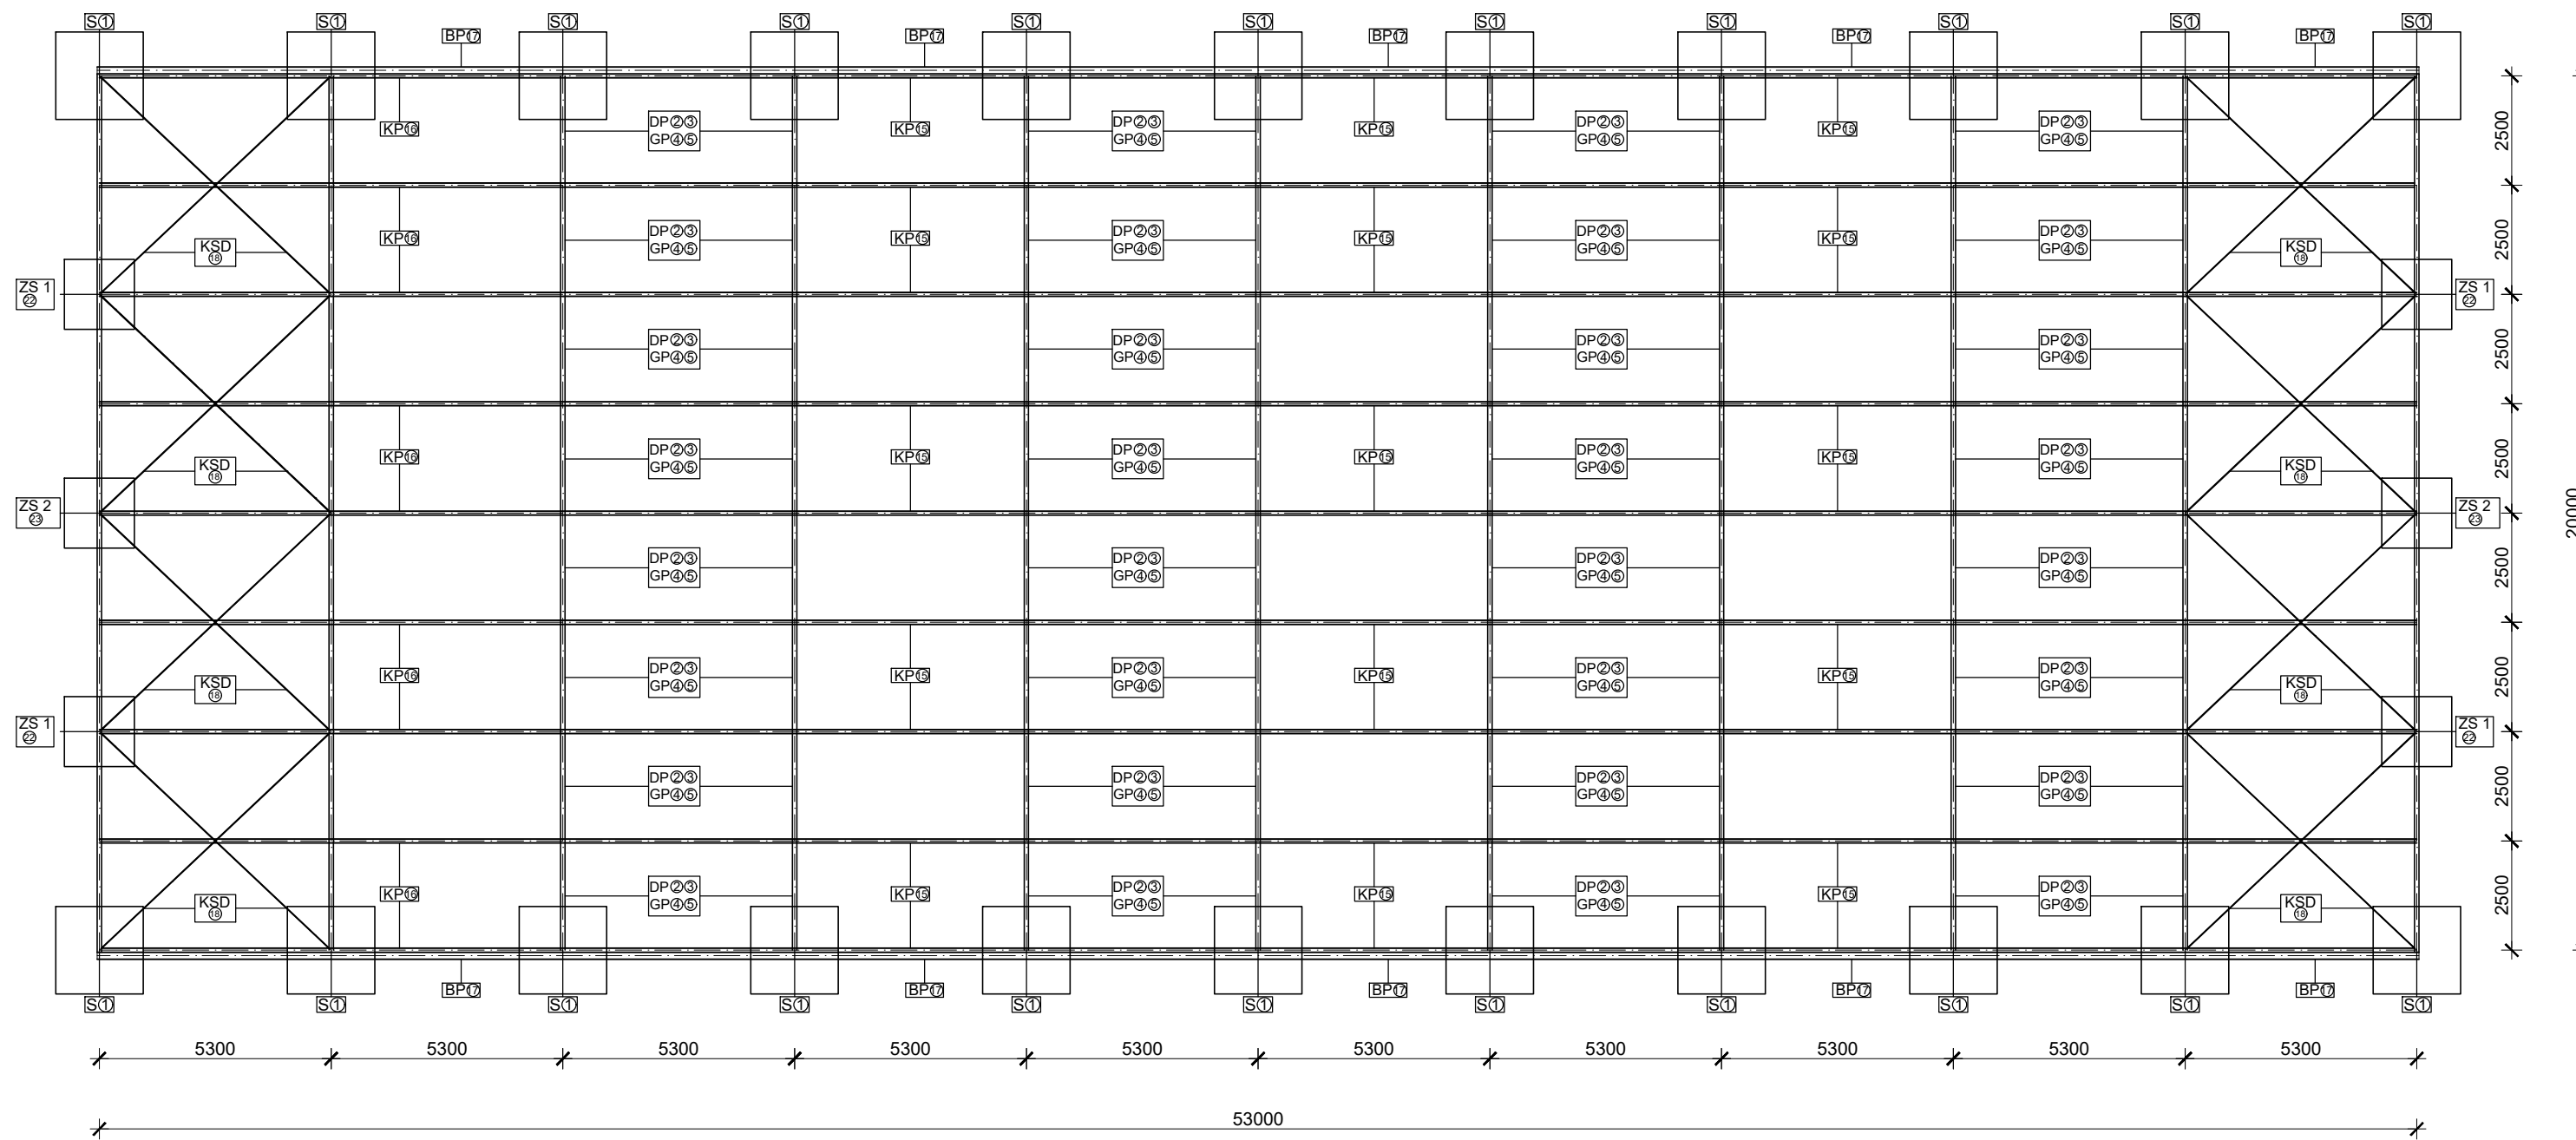 S① S① S① S① S① S① S① S① S① S① S①
BP⑰ BP⑰ BP⑰ BP⑰ BP⑰
KP⑯ DP②③ KP⑮ DP②③ KP⑮ DP②③ KP⑮ DP②③
GP④⑤ GP④⑤ GP④⑤ GP④⑤
2500
KP⑯ DP②③ KP⑮ DP②③ KP⑮ DP②③ KP⑮ DP②③
KSD GP④⑤ GP④⑤ GP④⑤ GP④⑤ KSD
⑱ ⑱
2500
ZS 1 ZS 1
㉒ ㉒
DP②③ DP②③ DP②③ DP②③
GP④⑤ GP④⑤ GP④⑤ GP④⑤
2500
KP⑯ DP②③ KP⑮ DP②③ KP⑮ DP②③ KP⑮ DP②③
KSD GP④⑤ GP④⑤ GP④⑤ GP④⑤ KSD
⑱ ⑱
2500
ZS 2 ZS 2
㉓ ㉓
20000
DP②③ DP②③ DP②③ DP②③
GP④⑤ GP④⑤ GP④⑤ GP④⑤
2500
KP⑯ DP②③ KP⑮ DP②③ KP⑮ DP②③ KP⑮ DP②③
KSD GP④⑤ GP④⑤ GP④⑤ GP④⑤ KSD
⑱ ⑱
2500
ZS 1 ZS 1
㉒ ㉒
DP②③ DP②③ DP②③ DP②③
GP④⑤ GP④⑤ GP④⑤ GP④⑤
2500
KP⑯ DP②③ KP⑮ DP②③ KP⑮ DP②③ KP⑮ DP②③
KSD GP④⑤ GP④⑤ GP④⑤ GP④⑤ KSD
⑱ ⑱
2500
BP⑰ BP⑰ BP⑰ BP⑰ BP⑰
S① S① S① S① S① S① S① S① S① S① S①
5300 5300 5300 5300 5300 5300 5300 5300 5300 5300
53000